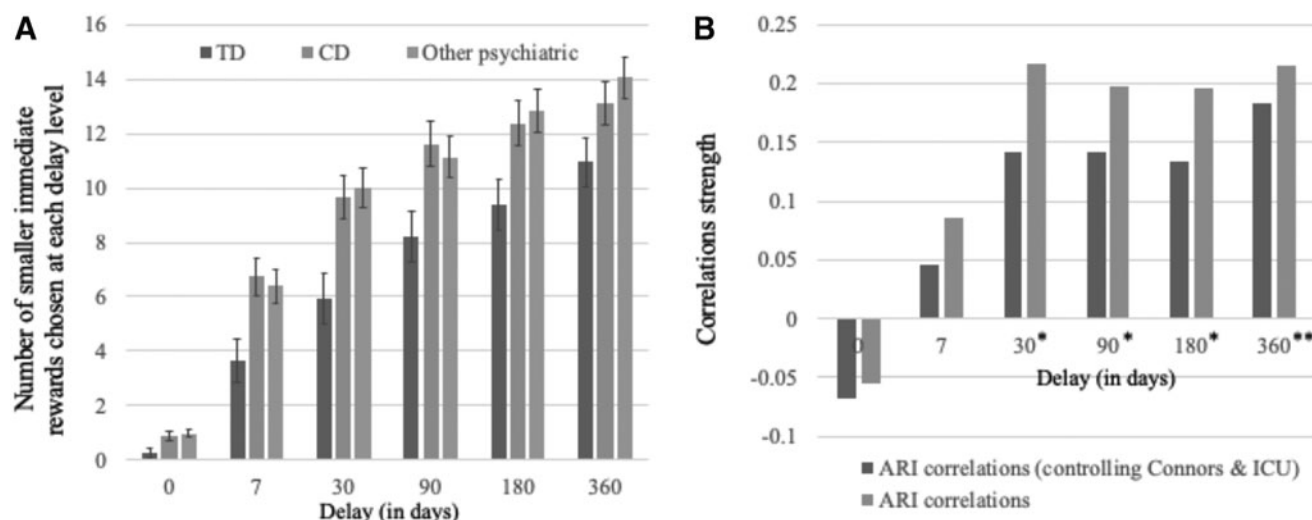 A
Number of smaller immediate
rewards chosen at each delay level
16
14
12
10
8
6
4
2
0
TD CD Other psychiatric
0 7 30 90 180 360
Delay (in days)
B
Correlations strength
0.25
0.2
0.15
0.1
0.05
0
-0.05
-0.1
0 7 30* 90* 180* 360**
Delay (in days)
ARI correlations (controlling Connors & ICU)
ARI correlations